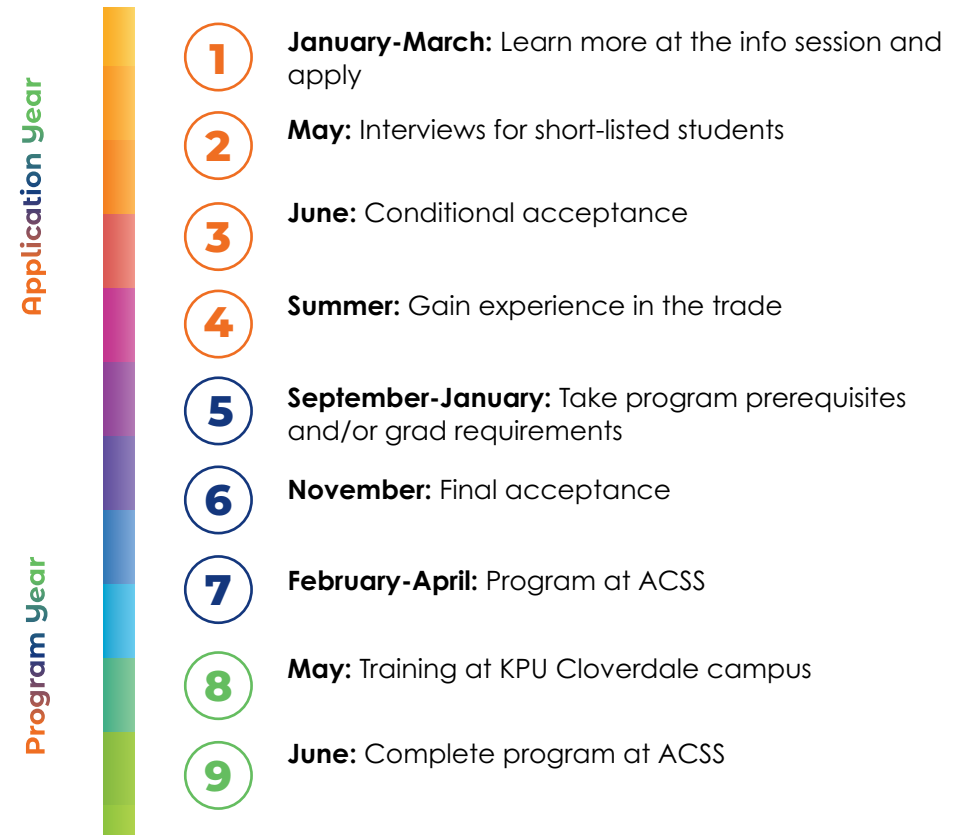 Application Year
1
January-March: Learn more at the info session and
apply
2
May: Interviews for short-listed students
3
June: Conditional acceptance
4
Summer: Gain experience in the trade
Program Year
5
September-January: Take program prerequisites
and/or grad requirements
6
November: Final acceptance
7
February-April: Program at ACSS
8
May: Training at KPU Cloverdale campus
9
June: Complete program at ACSS